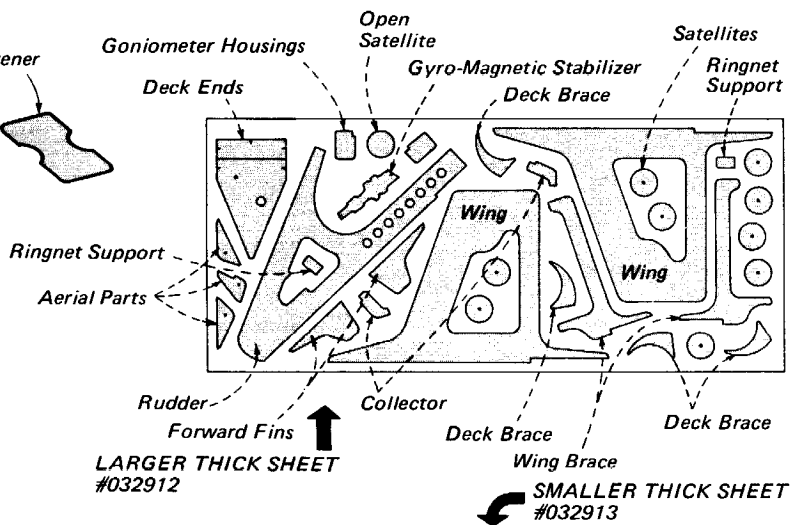 Open
Satellite
Satellites
Goniometer Housings
Gyro-Magnetic Stabilizer
Ringnet
Support
Deck Ends
Deck Brace
Wing
Wing
Ringnet Support
Aerial Parts
Rudder
Collector
Forward Fins
Deck Brace
Deck Brace
Wing Brace
LARGER THICK SHEET
#032912
SMALLER THICK SHEET
#032913